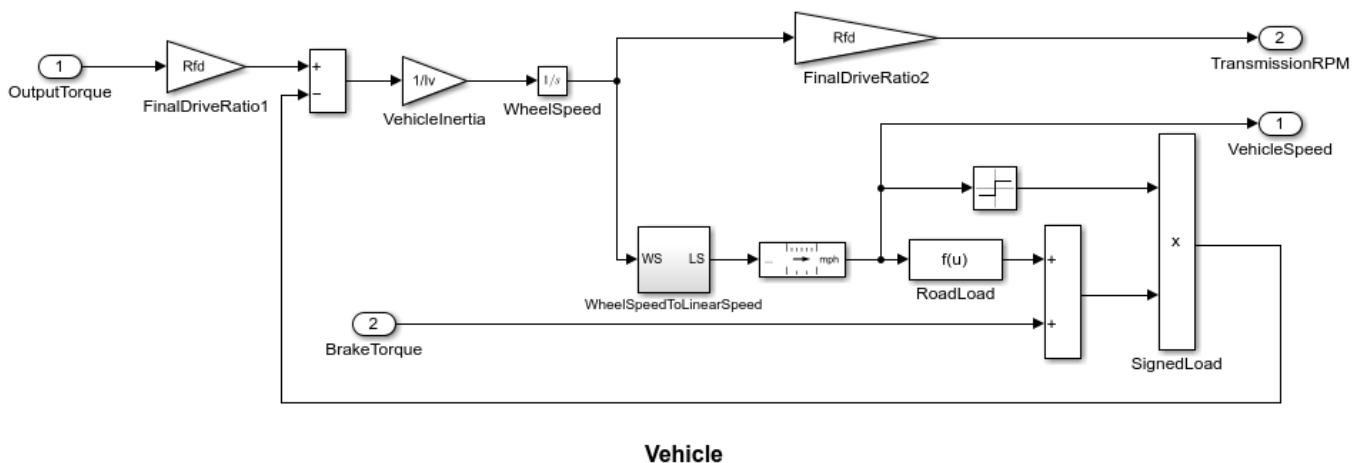 1
OutputTorque
Rfd
FinalDriveRatio1
+
−
1/Iv
VehicleInertia
1/s
WheelSpeed
Rfd
FinalDriveRatio2
2
TransmissionRPM
1
VehicleSpeed
WS LS
WheelSpeedToLinearSpeed
... mph
f(u)
RoadLoad
+
+
x
SignedLoad
2
BrakeTorque
Vehicle